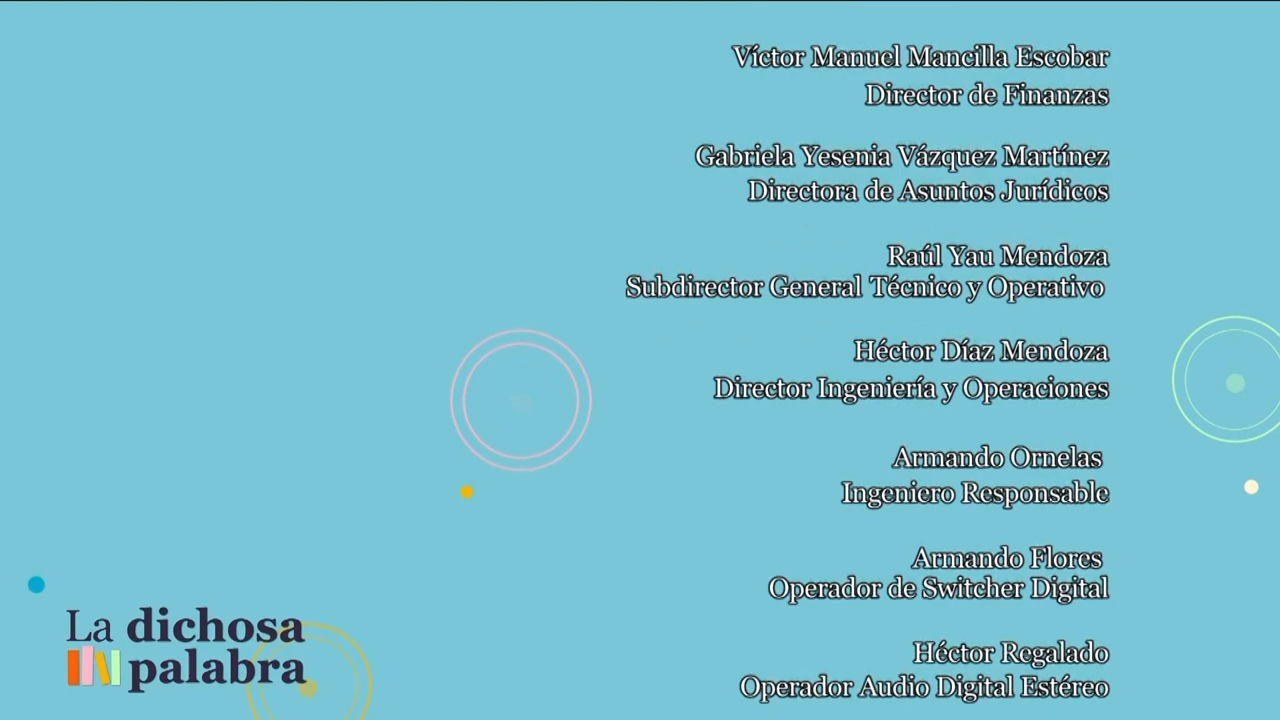 Víctor Manuel Mancilla Escobar
Director de Finanzas
Gabriela Yesenia Vázquez Martínez
Directora de Asuntos Jurídicos
Raúl Yau Mendoza
Subdirector General Técnico y Operativo
Héctor Díaz Mendoza
Director Ingeniería y Operaciones
Armando Ornelas
Ingeniero Responsable
Armando Flores
Operador de Switcher Digital
Héctor Regalado
Operador Audio Digital Estéreo
La dichosa
palabra